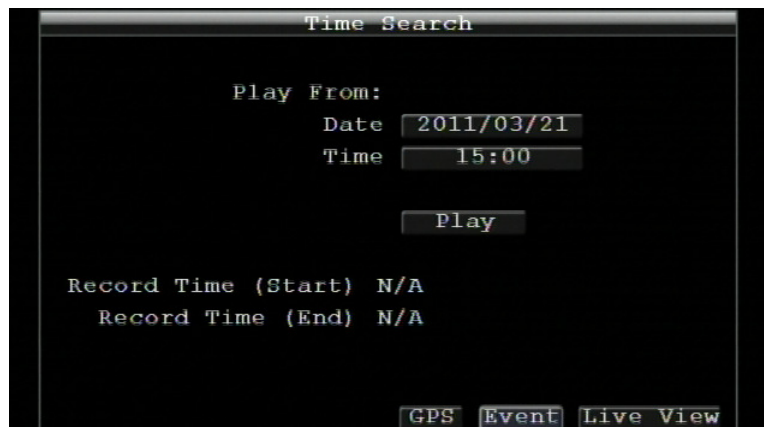 Time Search
Play From:
Date 2011/03/21
Time 15:00
Play
Record Time (Start) N/A
Record Time (End) N/A
GPS Event Live View